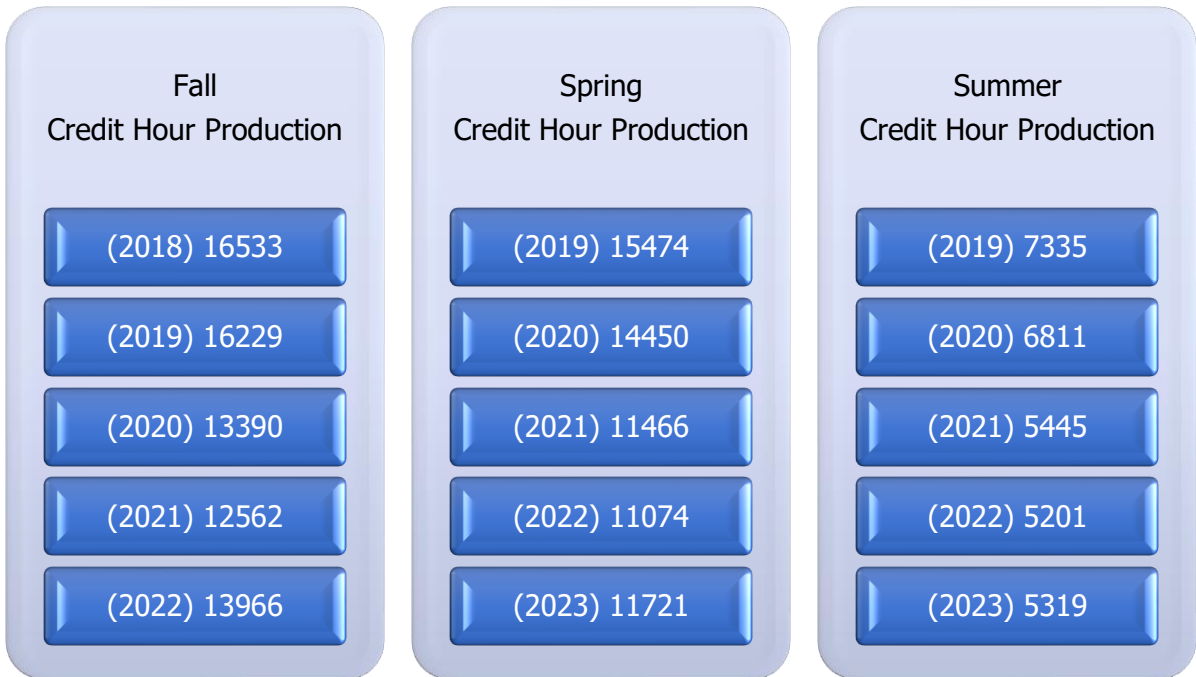 Fall
Credit Hour Production
(2018) 16533
(2019) 16229
(2020) 13390
(2021) 12562
(2022) 13966
Spring
Credit Hour Production
(2019) 15474
(2020) 14450
(2021) 11466
(2022) 11074
(2023) 11721
Summer
Credit Hour Production
(2019) 7335
(2020) 6811
(2021) 5445
(2022) 5201
(2023) 5319